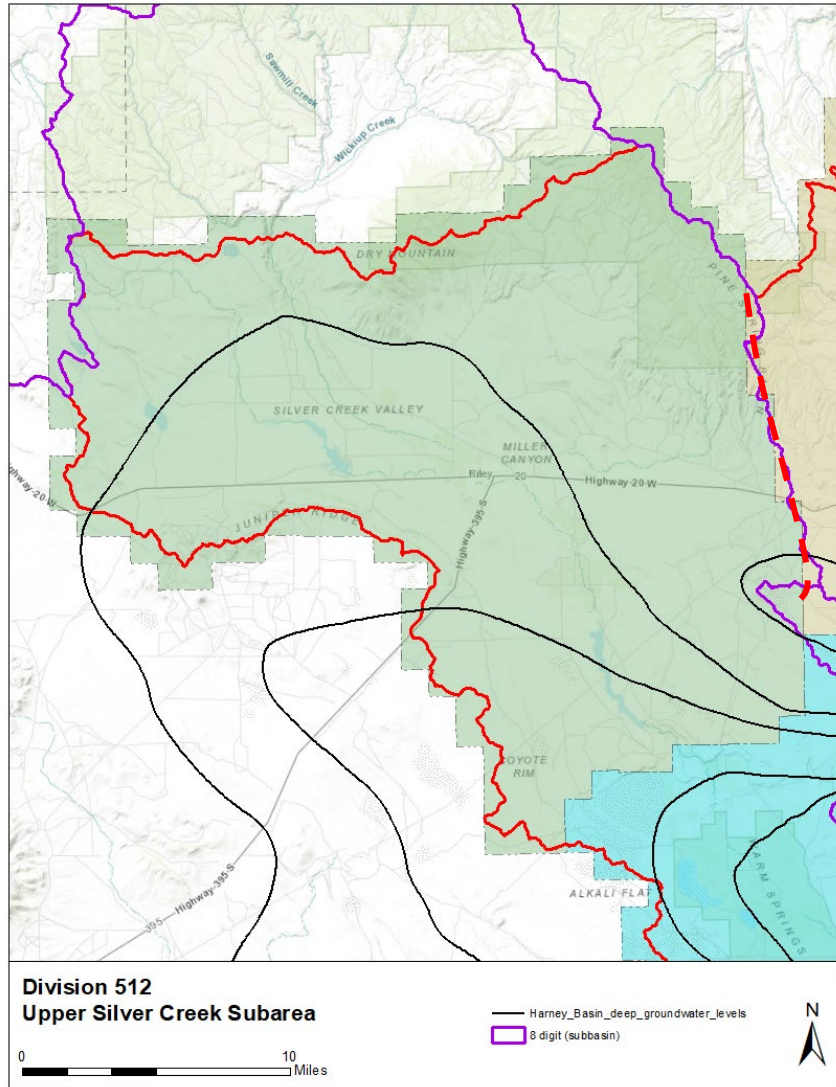 Sawmill Creek
Wickiup Creek
DRY MOUNTAIN
SILVER CREEK VALLEY
MILLER
CANYON
Riley
20
Highway-20 W
Highway-20 W
JUNIPER RIDGE
Highway-395 S
COYOTE
RIM
395
Highway-395 S
ALKALI FLAT
WARM SPRINGS
Division 512
Upper Silver Creek Subarea
Harney_Basin_deep_groundwater_levels
8 digit (subbasin)
N
0
10
Miles